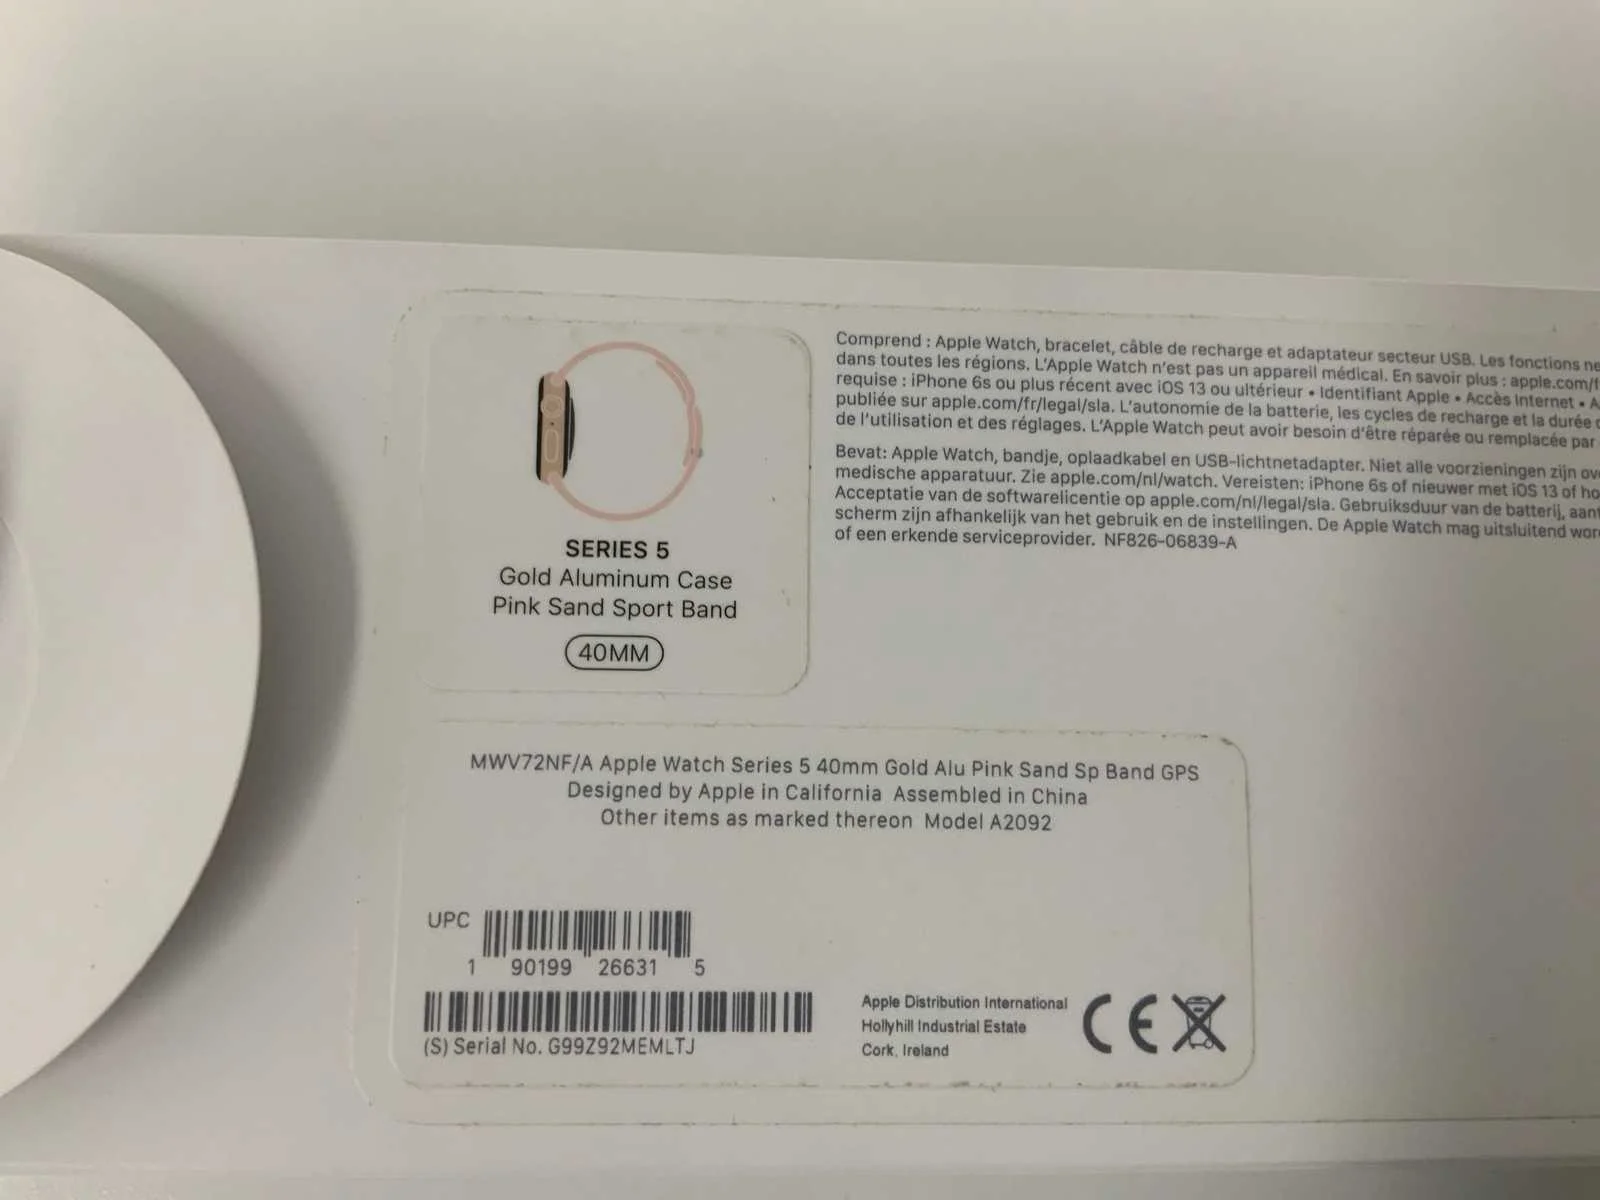 SERIES 5
Gold Aluminum Case
Pink Sand Sport Band
40MM
Comprend : Apple Watch, bracelet, câble de recharge et adaptateur secteur USB. Les fonctions ne
dans toutes les régions. L'Apple Watch n'est pas un appareil médical. En savoir plus : apple.com/f
requise : iPhone 6s ou plus récent avec iOS 13 ou ultérieur • Identifiant Apple • Accès Internet • A
publiée sur apple.com/fr/legal/sla. L'autonomie de la batterie, les cycles de recharge et la durée
de l'utilisation et des réglages. L'Apple Watch peut avoir besoin d'être réparée ou remplacée par
Bevat: Apple Watch, bandje, oplaadkabel en USB-lichtnetadapter. Niet alle voorzieningen zijn ov
medische apparatuur. Zie apple.com/nl/watch. Vereisten: iPhone 6s of nieuwer met iOS 13 of ho
Acceptatie van de softwarelicentie op apple.com/nl/legal/sla. Gebruiksduur van de batterij, aant
scherm zijn afhankelijk van het gebruik en de instellingen. De Apple Watch mag uitsluitend wor
of een erkende serviceprovider. NF826-06839-A
MWV72NF/A Apple Watch Series 5 40mm Gold Alu Pink Sand Sp Band GPS
Designed by Apple in California Assembled in China
Other items as marked thereon Model A2092
UPC
1 90199 26631 5
(S) Serial No. G99Z92MEMLTJ
Apple Distribution International
Hollyhill Industrial Estate
Cork, Ireland
CE